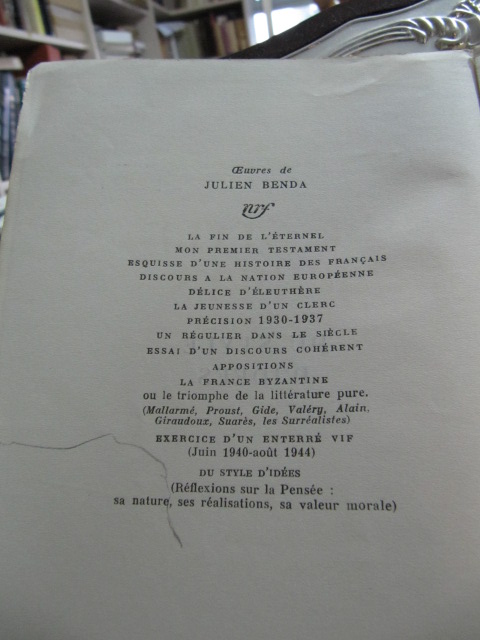 Œuvres de
JULIEN BENDA
nrf
LA FIN DE L'ÉTERNEL
MON PREMIER TESTAMENT
ESQUISSE D'UNE HISTOIRE DES FRANÇAIS
DISCOURS A LA NATION EUROPÉENNE
DÉLICE D'ÉLEUTHÈRE
LA JEUNESSE D'UN CLERC
PRÉCISION 1930-1937
UN RÉGULIER DANS LE SIÈCLE
ESSAI D'UN DISCOURS COHÉRENT
APPOSITIONS
LA FRANCE BYZANTINE
ou le triomphe de la littérature pure.
(Mallarmé, Proust, Gide, Valéry, Alain,
Giraudoux, Suarès, les Surréalistes)
EXERCICE D'UN ENTERRÉ VIF
(Juin 1940-août 1944)
DU STYLE D'IDÉES
(Réflexions sur la Pensée :
sa nature, ses réalisations, sa valeur morale)